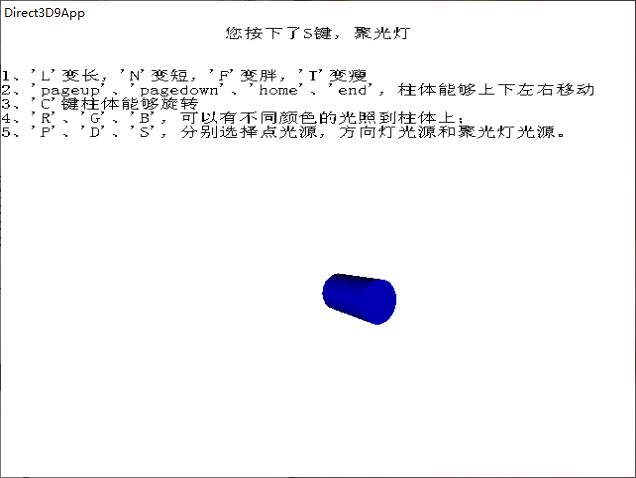 Direct3D9App
您按下了S键，聚光灯
1、'L'变长，'N'变短，'F'变胖，'T'变瘦
2、'pageup'、'pagedown'、'home'、'end'，柱体能够上下左右移动
3、'C'键柱体能够旋转
4、'R'、'G'、'B'，可以有不同颜色的光照到柱体上；
5、'P'、'D'、'S'，分别选择点光源，方向灯光源和聚光灯光源。